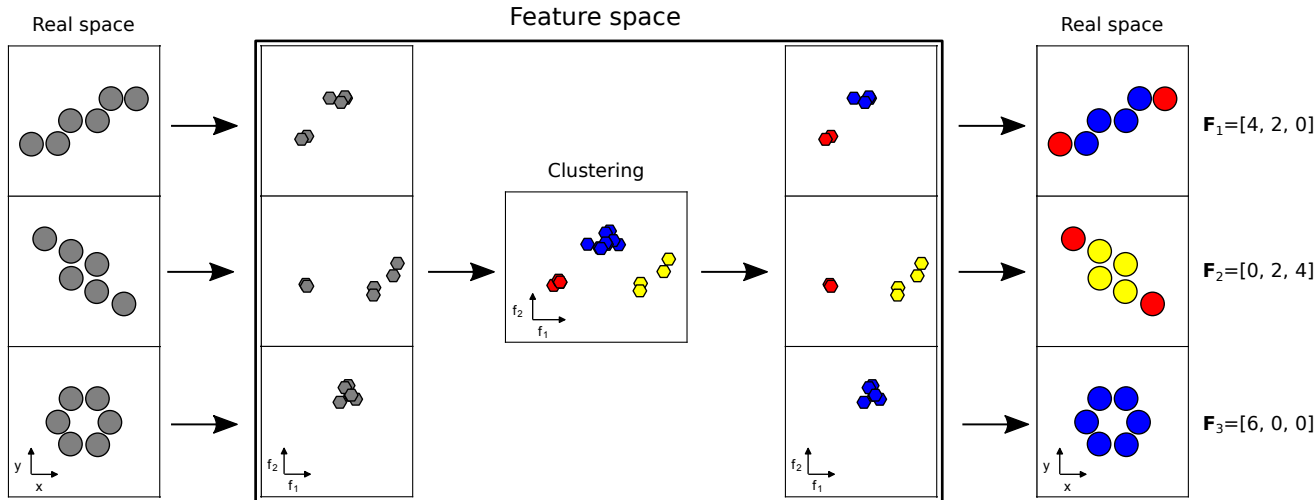 Feature space
Real space
Real space
Clustering
F1=[4, 2, 0]
F2=[0, 2, 4]
F3=[6, 0, 0]
f2
f1
y
x
f2
f1
f2
f1
y
x